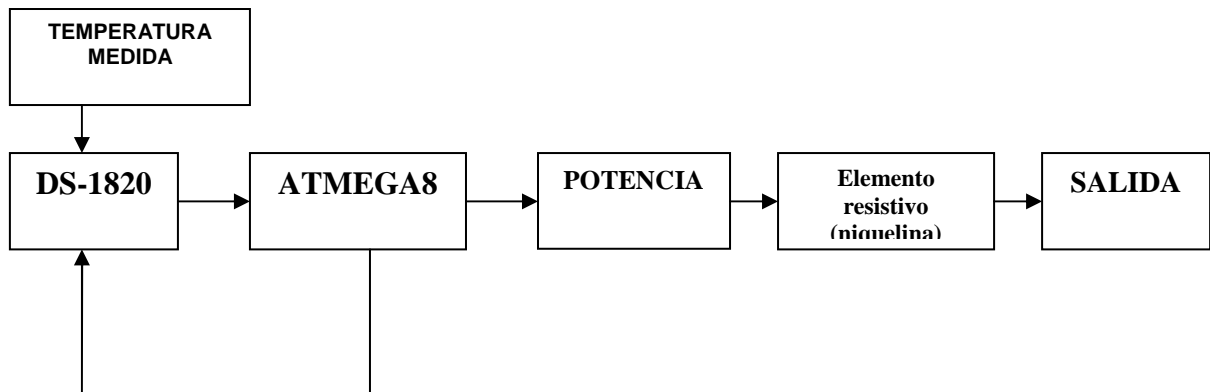 TEMPERATURA
MEDIDA
DS-1820
ATMEGA8
POTENCIA
Elemento
resistivo
(niquelina)
SALIDA